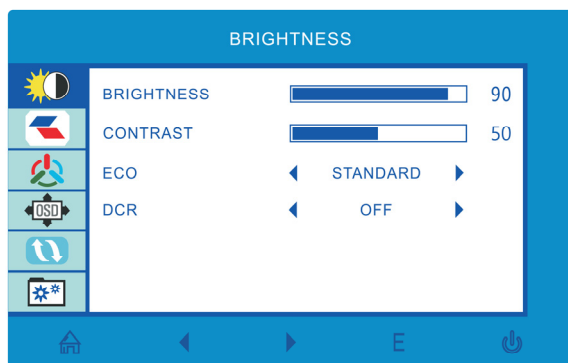 BRIGHTNESS
BRIGHTNESS 90
CONTRAST 50
ECO STANDARD
DCR OFF
OSD
E